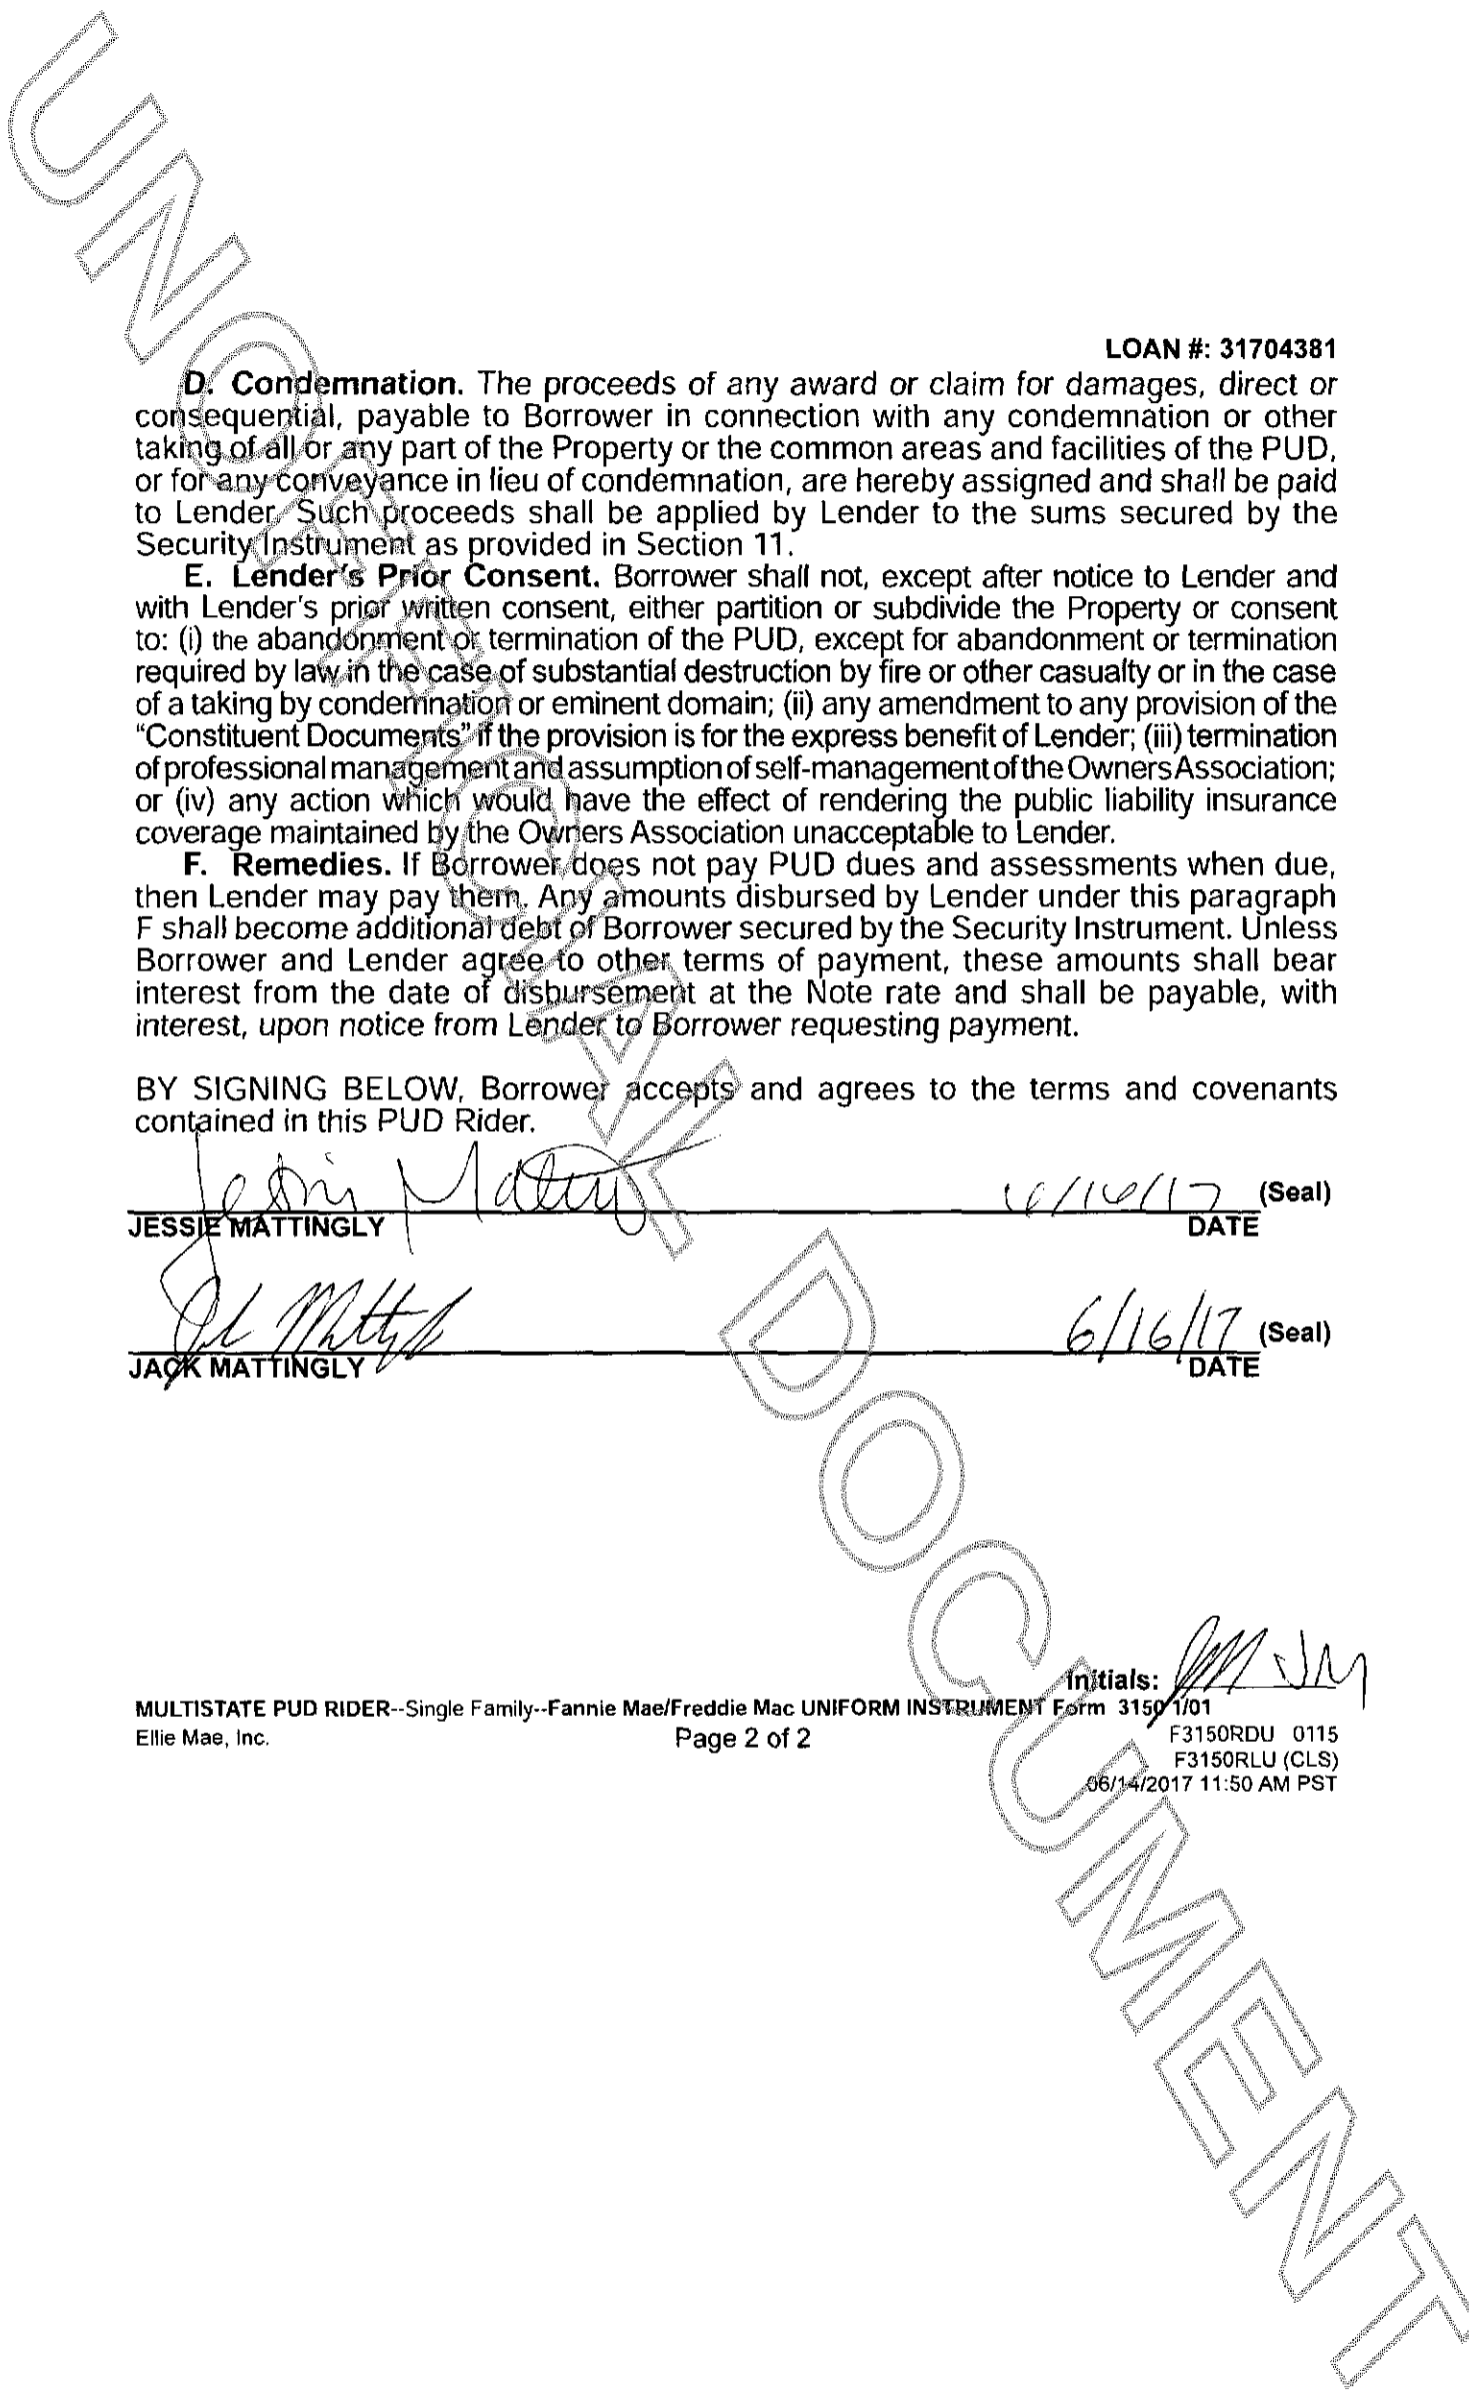 LOAN #: 31704381
D. Condemnation. The proceeds of any award or claim for damages, direct or
consequential, payable to Borrower in connection with any condemnation or other
taking of all or any part of the Property or the common areas and facilities of the PUD,
or for any conveyance in lieu of condemnation, are hereby assigned and shall be paid
to Lender. Such proceeds shall be applied by Lender to the sums secured by the
Security Instrument as provided in Section 11.
E. Lender's Prior Consent. Borrower shall not, except after notice to Lender and
with Lender's prior written consent, either partition or subdivide the Property or consent
to: (i) the abandonment or termination of the PUD, except for abandonment or termination
required by law in the case of substantial destruction by fire or other casualty or in the case
of a taking by condemnation or eminent domain; (ii) any amendment to any provision of the
“Constituent Documents” if the provision is for the express benefit of Lender; (iii) termination
of professional management and assumption of self-management of the Owners Association;
or (iv) any action which would have the effect of rendering the public liability insurance
coverage maintained by the Owners Association unacceptable to Lender.
F. Remedies. If Borrower does not pay PUD dues and assessments when due,
then Lender may pay them. Any amounts disbursed by Lender under this paragraph
F shall become additional debt of Borrower secured by the Security Instrument. Unless
Borrower and Lender agree to other terms of payment, these amounts shall bear
interest from the date of disbursement at the Note rate and shall be payable, with
interest, upon notice from Lender to Borrower requesting payment.
BY SIGNING BELOW, Borrower accepts and agrees to the terms and covenants
contained in this PUD Rider.
6/16/17 (Seal)
JESSIE MATTINGLY DATE
6/16/17 (Seal)
JACK MATTINGLY DATE
Initials: JM JM
MULTISTATE PUD RIDER--Single Family--Fannie Mae/Freddie Mac UNIFORM INSTRUMENT Form 3150 1/01
Ellie Mae, Inc. Page 2 of 2 F3150RDU 0115
F3150RLU (CLS)
06/14/2017 11:50 AM PST
UNOFFICIAL DOCUMENT